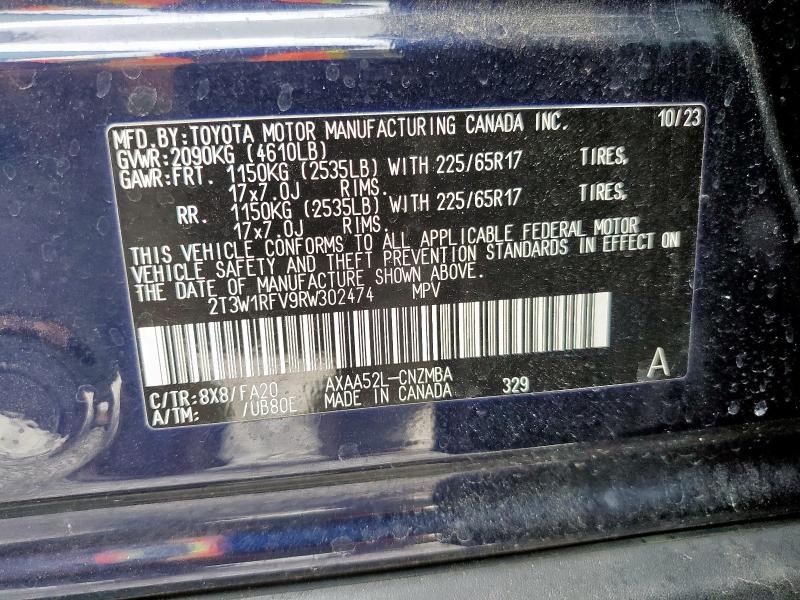 MFD.BY:TOYOTA MOTOR MANUFACTURING CANADA INC. 10/23
GVWR:2090KG (4610LB)
GAWR:FRT. 1150KG (2535LB) WITH 225/65R17 TIRES,
17x7.0J RIMS.
RR. 1150KG (2535LB) WITH 225/65R17 TIRES,
17x7.0J RIMS.
THIS VEHICLE CONFORMS TO ALL APPLICABLE FEDERAL MOTOR
VEHICLE SAFETY AND THEFT PREVENTION STANDARDS IN EFFECT ON
THE DATE OF MANUFACTURE SHOWN ABOVE.
2T3W1RFV9RW302474 MPV
C/TR:8X8/FA20 AXAA52L-CNZMBA 329 A
A/TM: /UB80E MADE IN CANADA